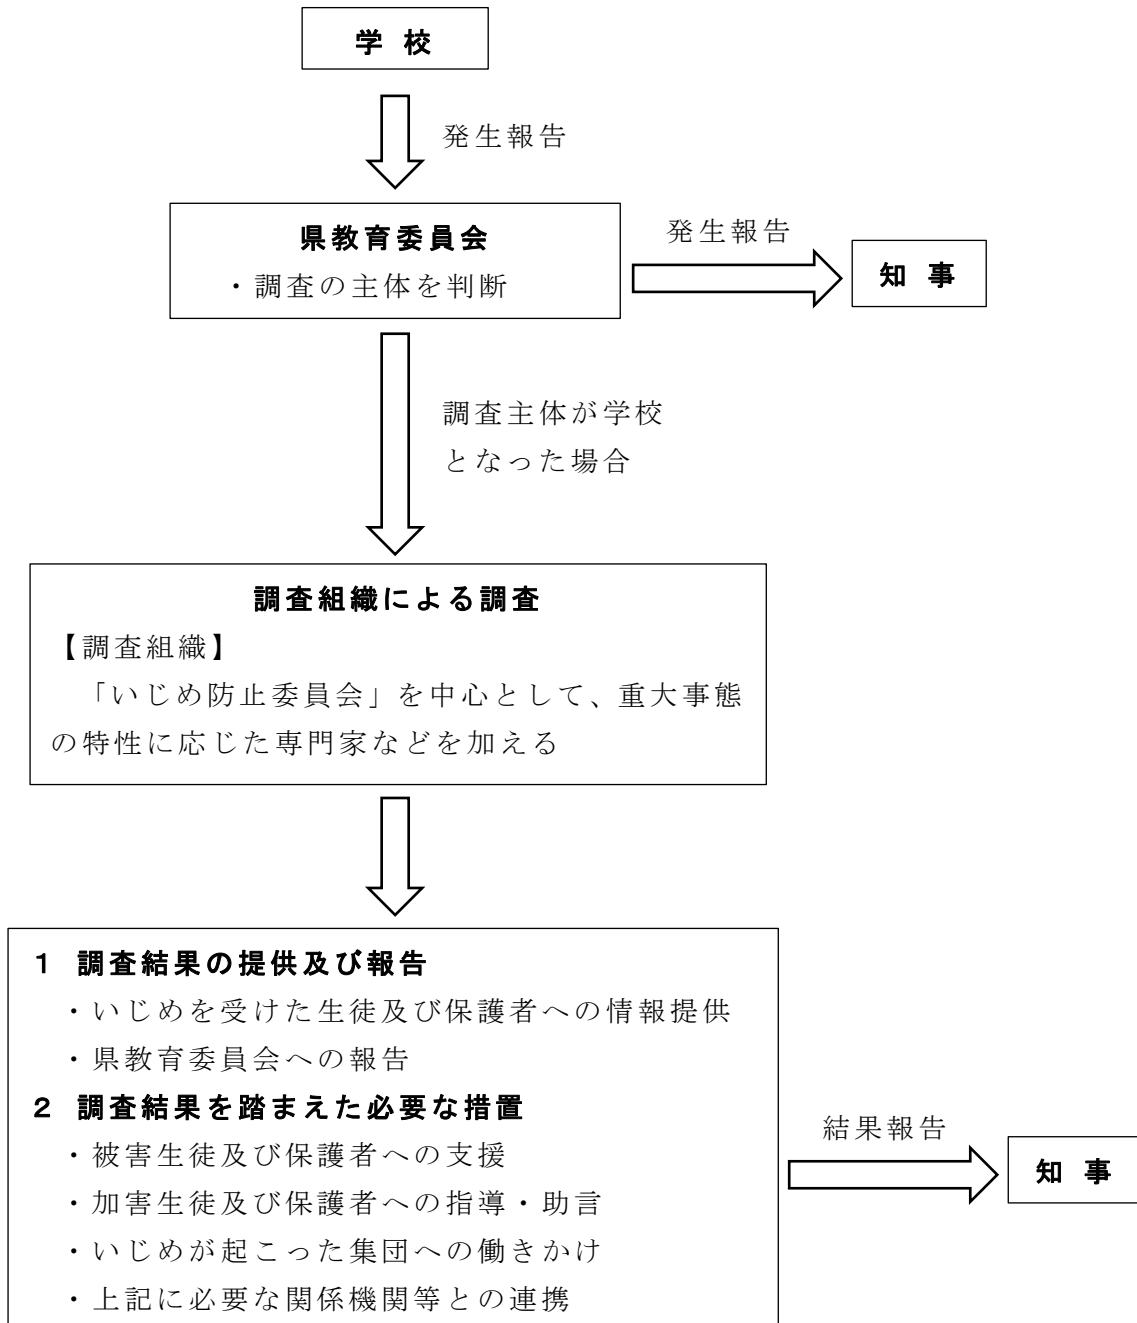 学 校
発生報告
県教育委員会
・調査の主体を判断
発生報告
知 事
調査主体が学校
となった場合
調査組織による調査
【調査組織】
「いじめ防止委員会」を中心として、重大事態
の特性に応じた専門家などを加える
1 調査結果の提供及び報告
・いじめを受けた生徒及び保護者への情報提供
・県教育委員会への報告
2 調査結果を踏まえた必要な措置
・被害生徒及び保護者への支援
・加害生徒及び保護者への指導・助言
・いじめが起こった集団への働きかけ
・上記に必要な関係機関等との連携
結果報告
知 事